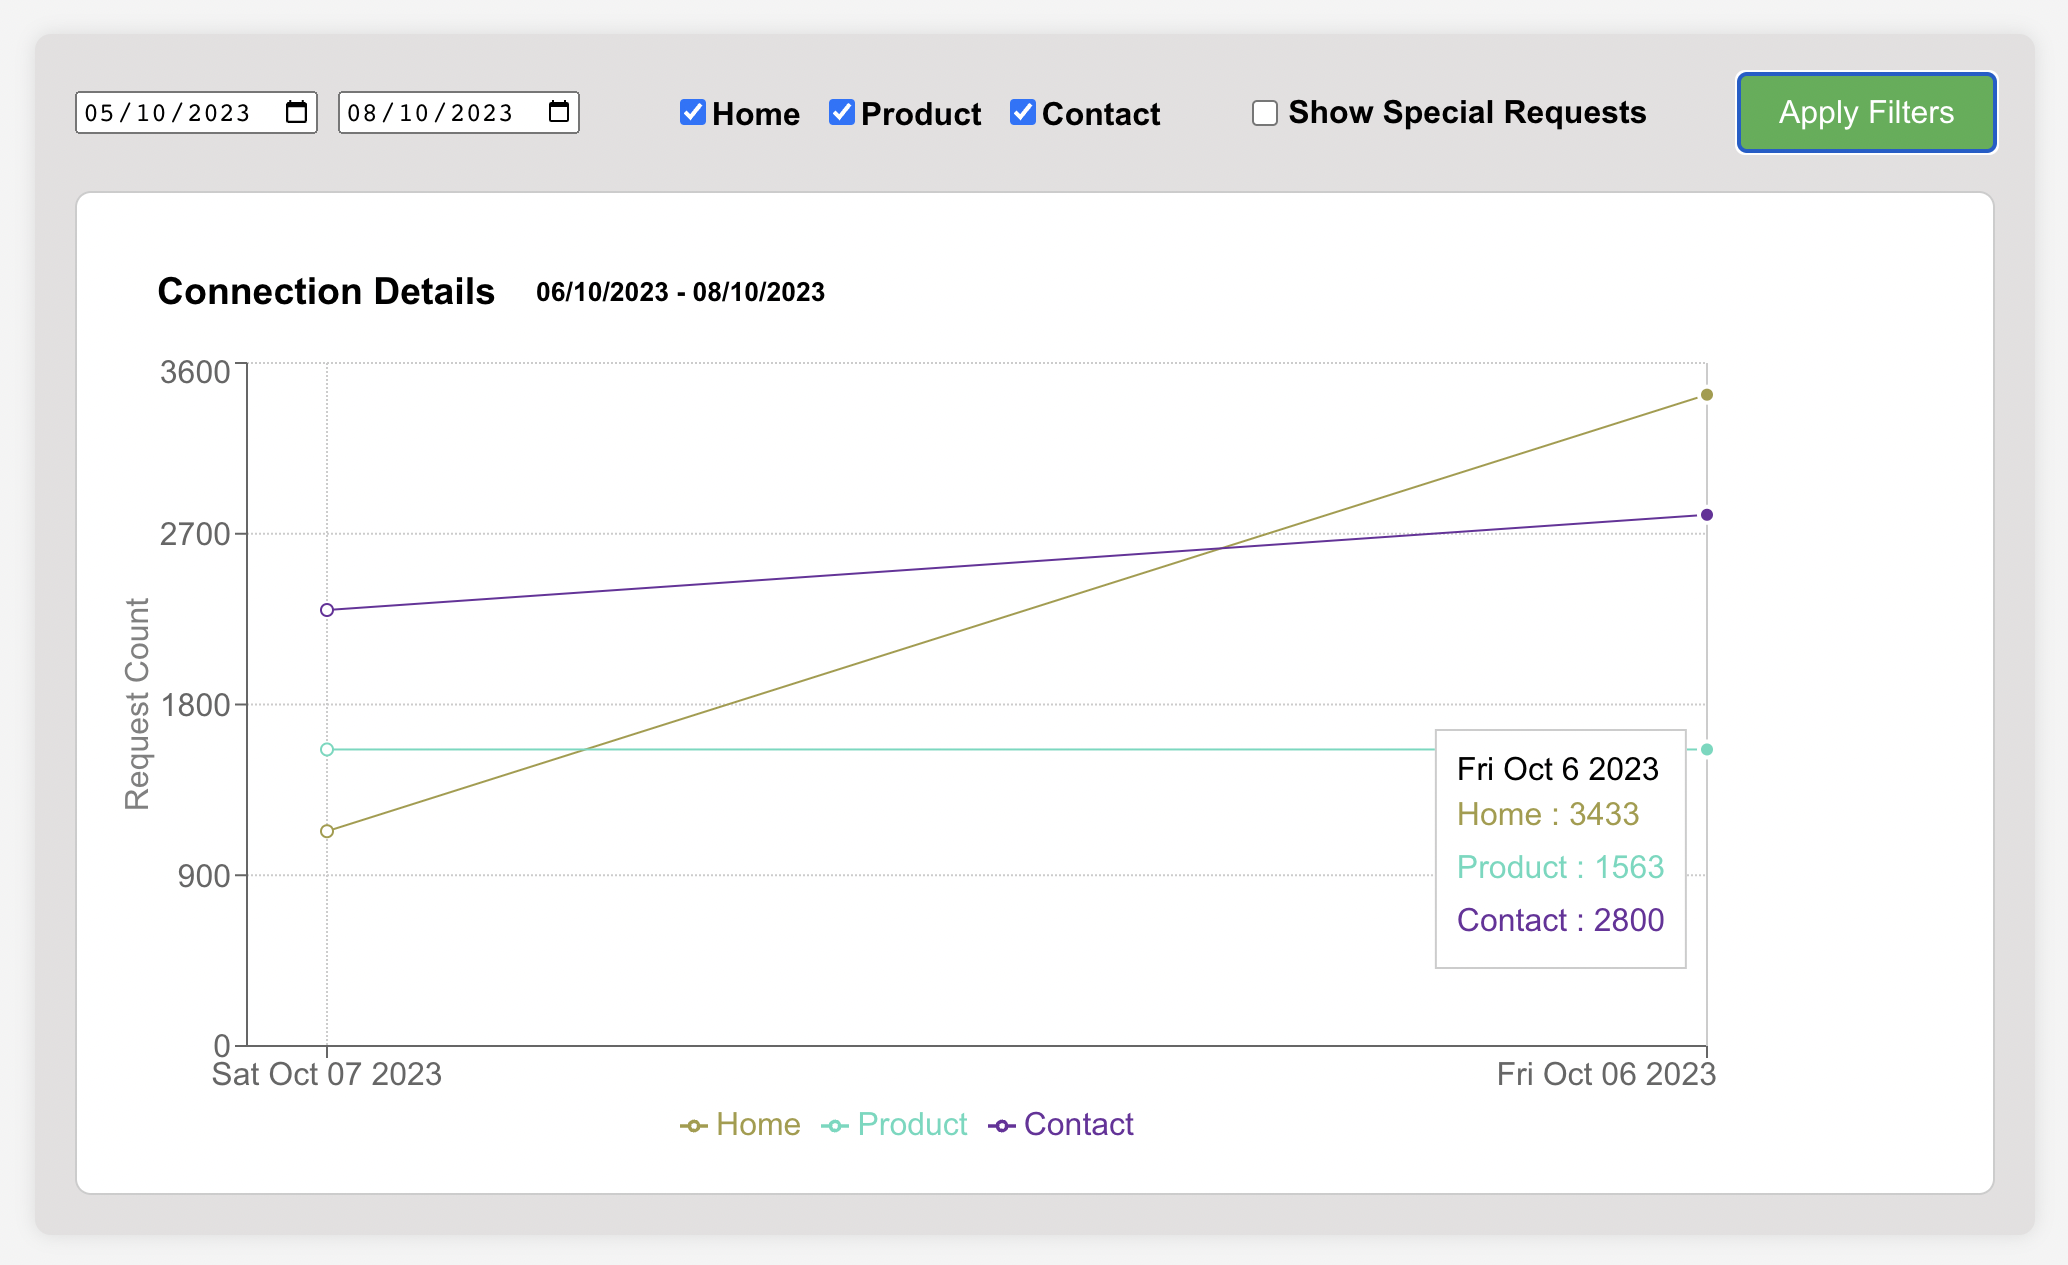 05/10/2023 08/10/2023 Home Product Contact Show Special Requests Apply Filters
Connection Details 06/10/2023 - 08/10/2023
3600
2700
1800
900
0
Request Count
Fri Oct 6 2023
Home : 3433
Product : 1563
Contact : 2800
Sat Oct 07 2023 Fri Oct 06 2023
Home Product Contact